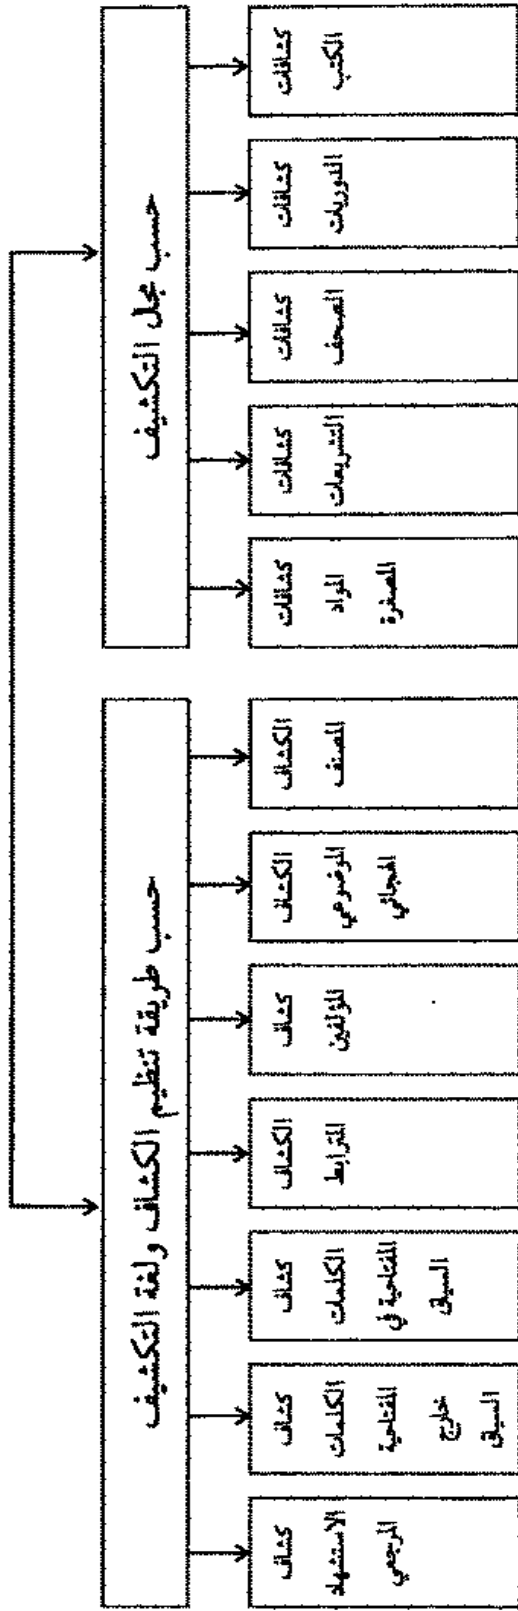 حسب مجال التكشيف
كشافات
الكتب
كشافات
الدوريات
كشافات
الصحف
كشافات
التشريعات
كشافات
المواد
المصغرة
حسب طريقة تنظيم الكشاف ولغة التكشيف
الكشاف
المصنف
الكشاف
الموضوعي
الهجائي
كشاف
المؤلفين
الكشاف
المترابط
كشاف
الكلمات
المفتاحية في
السياق
كشاف
الكلمات
المفتاحية
خارج
السياق
كشاف
الاستشهاد
المرجعي